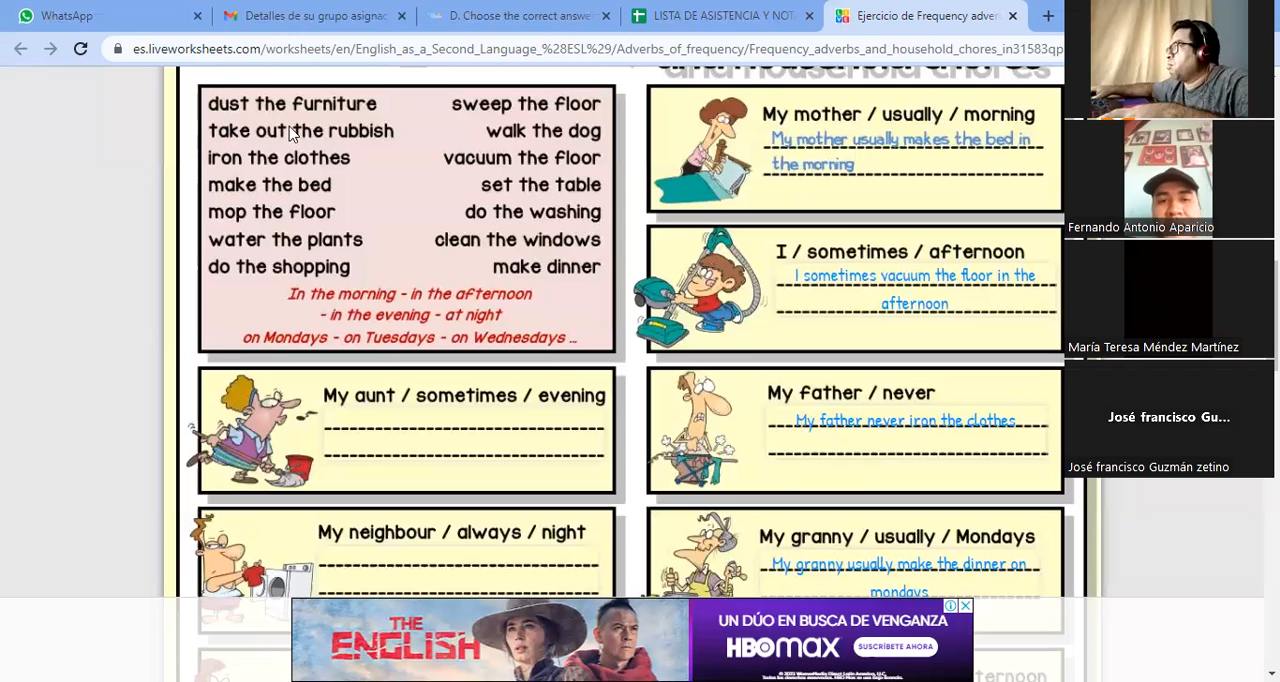 WhatsApp
Detalles de su grupo asignac
D. Choose the correct answer
LISTA DE ASISTENCIA Y NOT
Ejercicio de Frequency adver
es.liveworksheets.com/worksheets/en/English_as_a_Second_Language_%28ESL%29/Adverbs_of_frequency/Frequency_adverbs_and_household_chores_in31583qp
and household chores
dust the furniture
sweep the floor
take out the rubbish
walk the dog
iron the clothes
vacuum the floor
make the bed
set the table
mop the floor
do the washing
water the plants
clean the windows
do the shopping
make dinner
In the morning - in the afternoon
- in the evening - at night
on Mondays - on Tuesdays - on Wednesdays ...
My mother / usually / morning
My mother usually makes the bed in
the morning
I / sometimes / afternoon
I sometimes vacuum the floor in the
afternoon
My aunt / sometimes / evening
My father / never
My father never iron the clothes
My neighbour / always / night
My granny / usually / Mondays
My granny usually make the dinner on
mondays
ternoon
THE
ENGLISH
UN DÚO EN BUSCA DE VENGANZA
HBOMAX
SUSCRÍBETE AHORA
Fernando Antonio Aparicio
María Teresa Méndez Martínez
José francisco Gu...
José francisco Guzmán zetino